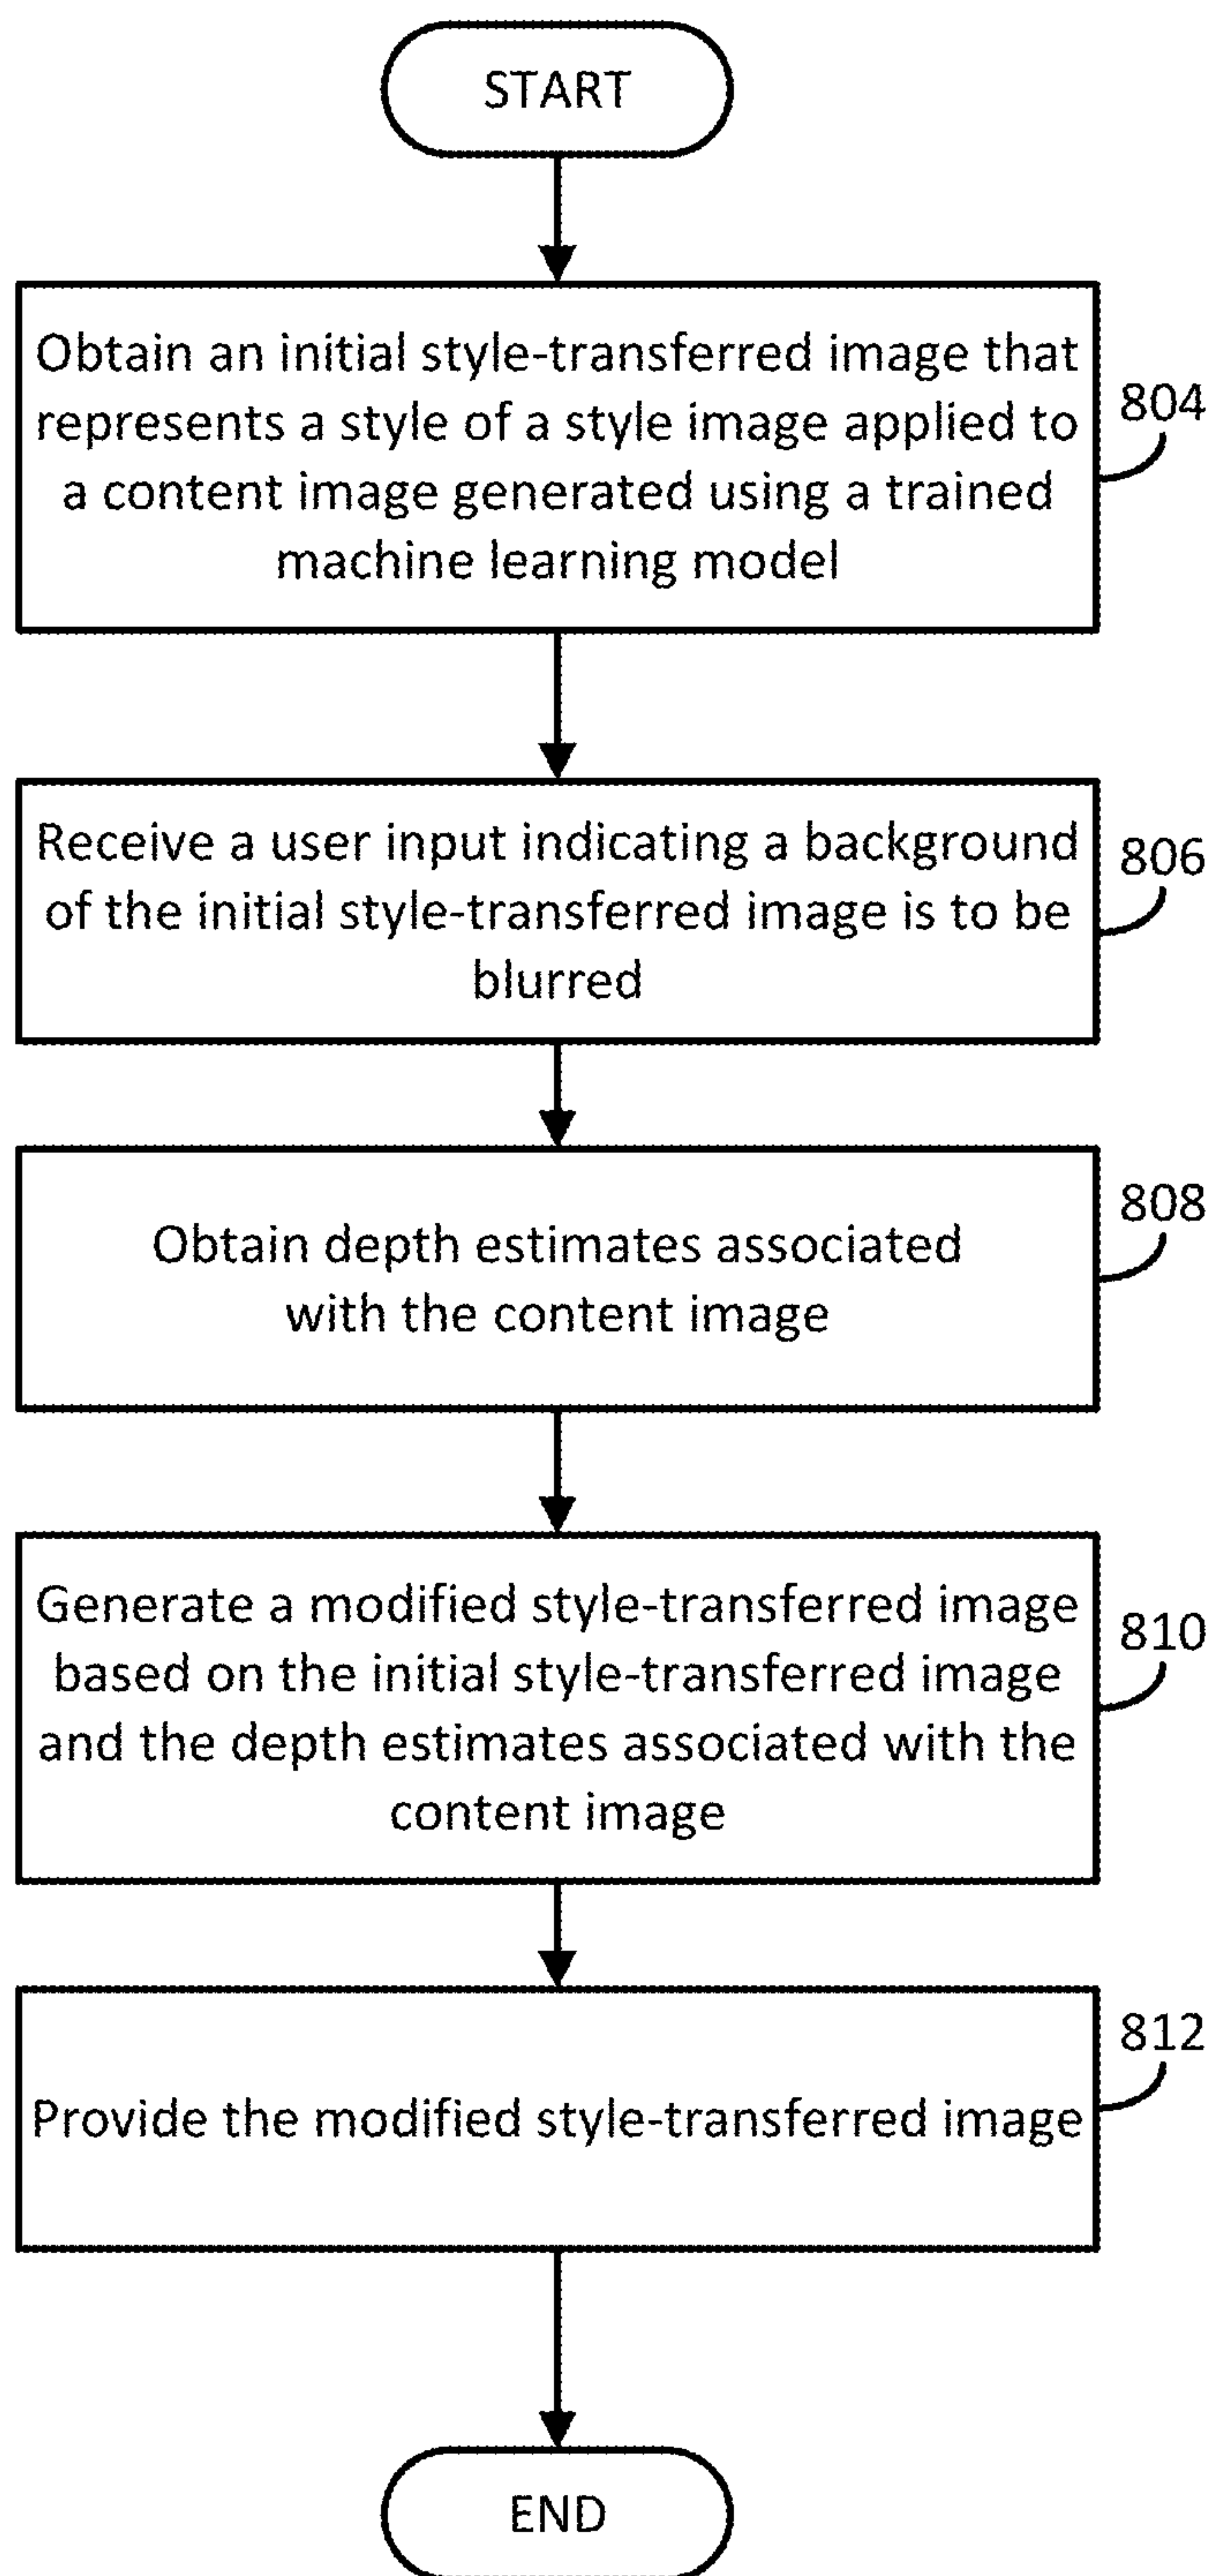 START
Obtain an initial style-transferred image that
represents a style of a style image applied to
a content image generated using a trained
machine learning model
804
Receive a user input indicating a background
of the initial style-transferred image is to be
blurred
806
Obtain depth estimates associated
with the content image
808
Generate a modified style-transferred image
based on the initial style-transferred image
and the depth estimates associated with the
content image
810
Provide the modified style-transferred image
812
END